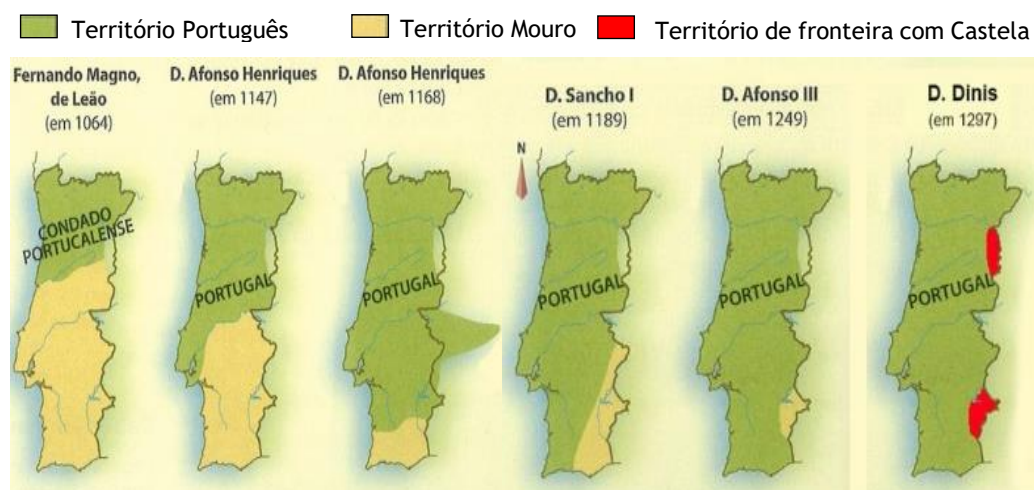 Território Português
Território Mouro
Território de fronteira com Castela
Fernando Magno,
de Leão
(em 1064)
D. Afonso Henriques
(em 1147)
D. Afonso Henriques
(em 1168)
D. Sancho I
(em 1189)
D. Afonso III
(em 1249)
D. Dinis
(em 1297)
N
CONDADO
PORTUCALENSE
PORTUGAL
PORTUGAL
PORTUGAL
PORTUGAL
PORTUGAL